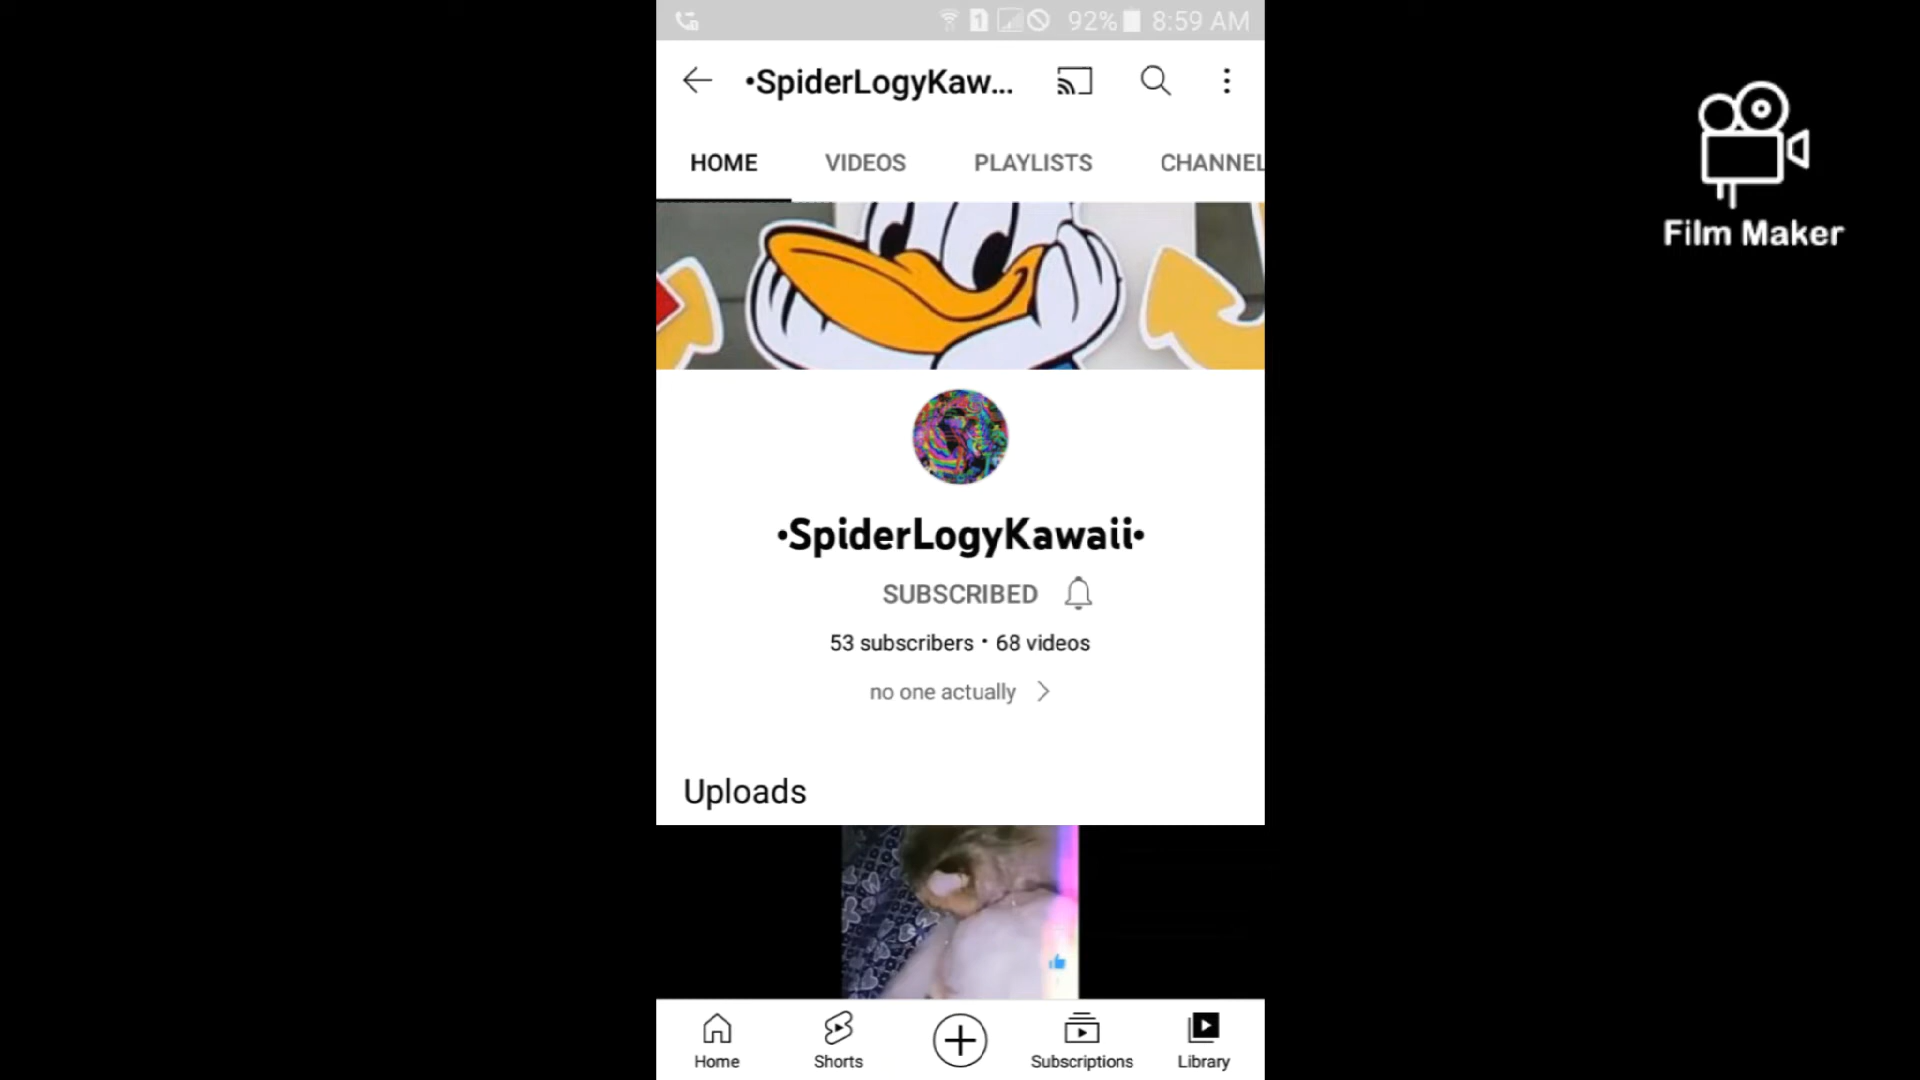 92% 8:59 AM
•SpiderLogyKaw...
Film Maker
HOME VIDEOS PLAYLISTS CHANNEL
•SpiderLogyKawaii•
SUBSCRIBED
53 subscribers • 68 videos
no one actually
Uploads
Home Shorts Subscriptions Library